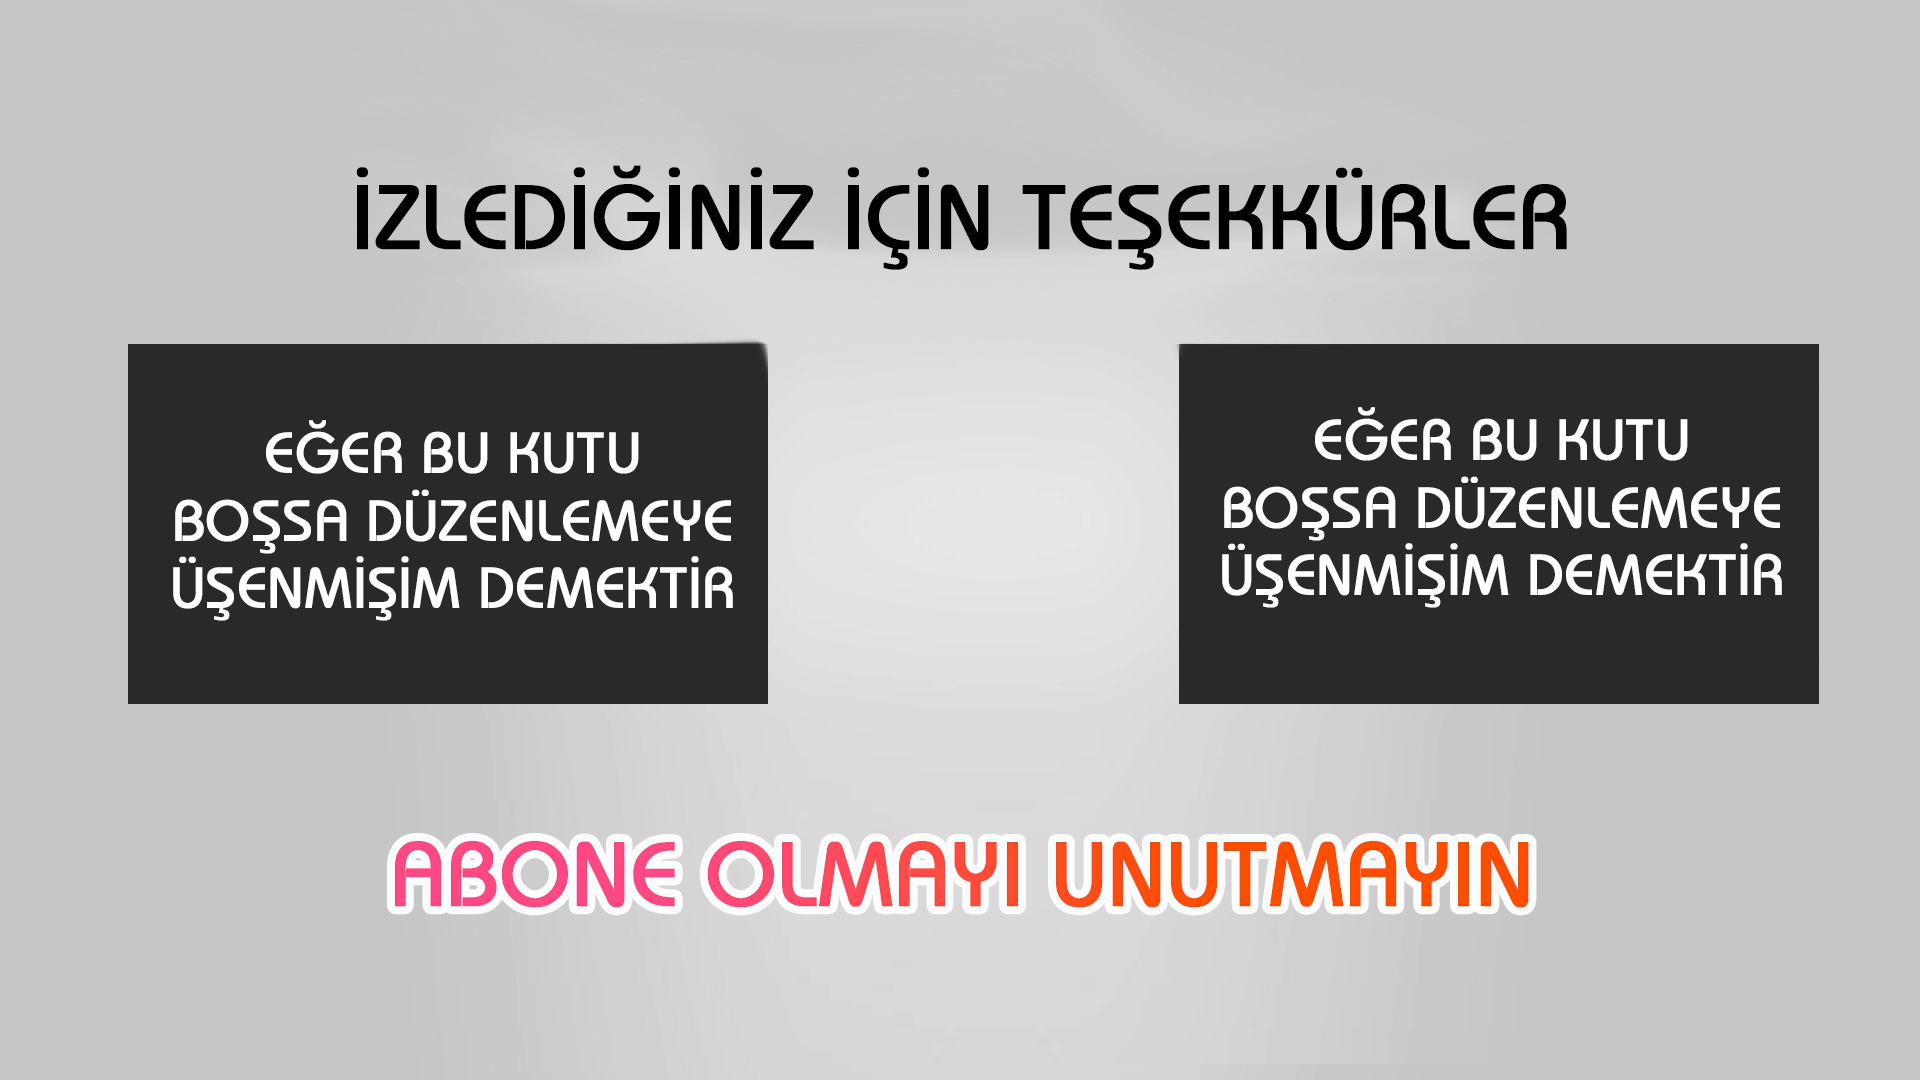 İZLEDİĞİNİZ İÇİN TEŞEKKÜRLER
EĞER BU KUTU
BOŞSA DÜZENLEMEYE
ÜŞENMİŞİM DEMEKTİR
EĞER BU KUTU
BOŞSA DÜZENLEMEYE
ÜŞENMİŞİM DEMEKTİR
ABONE OLMAYI UNUTMAYIN